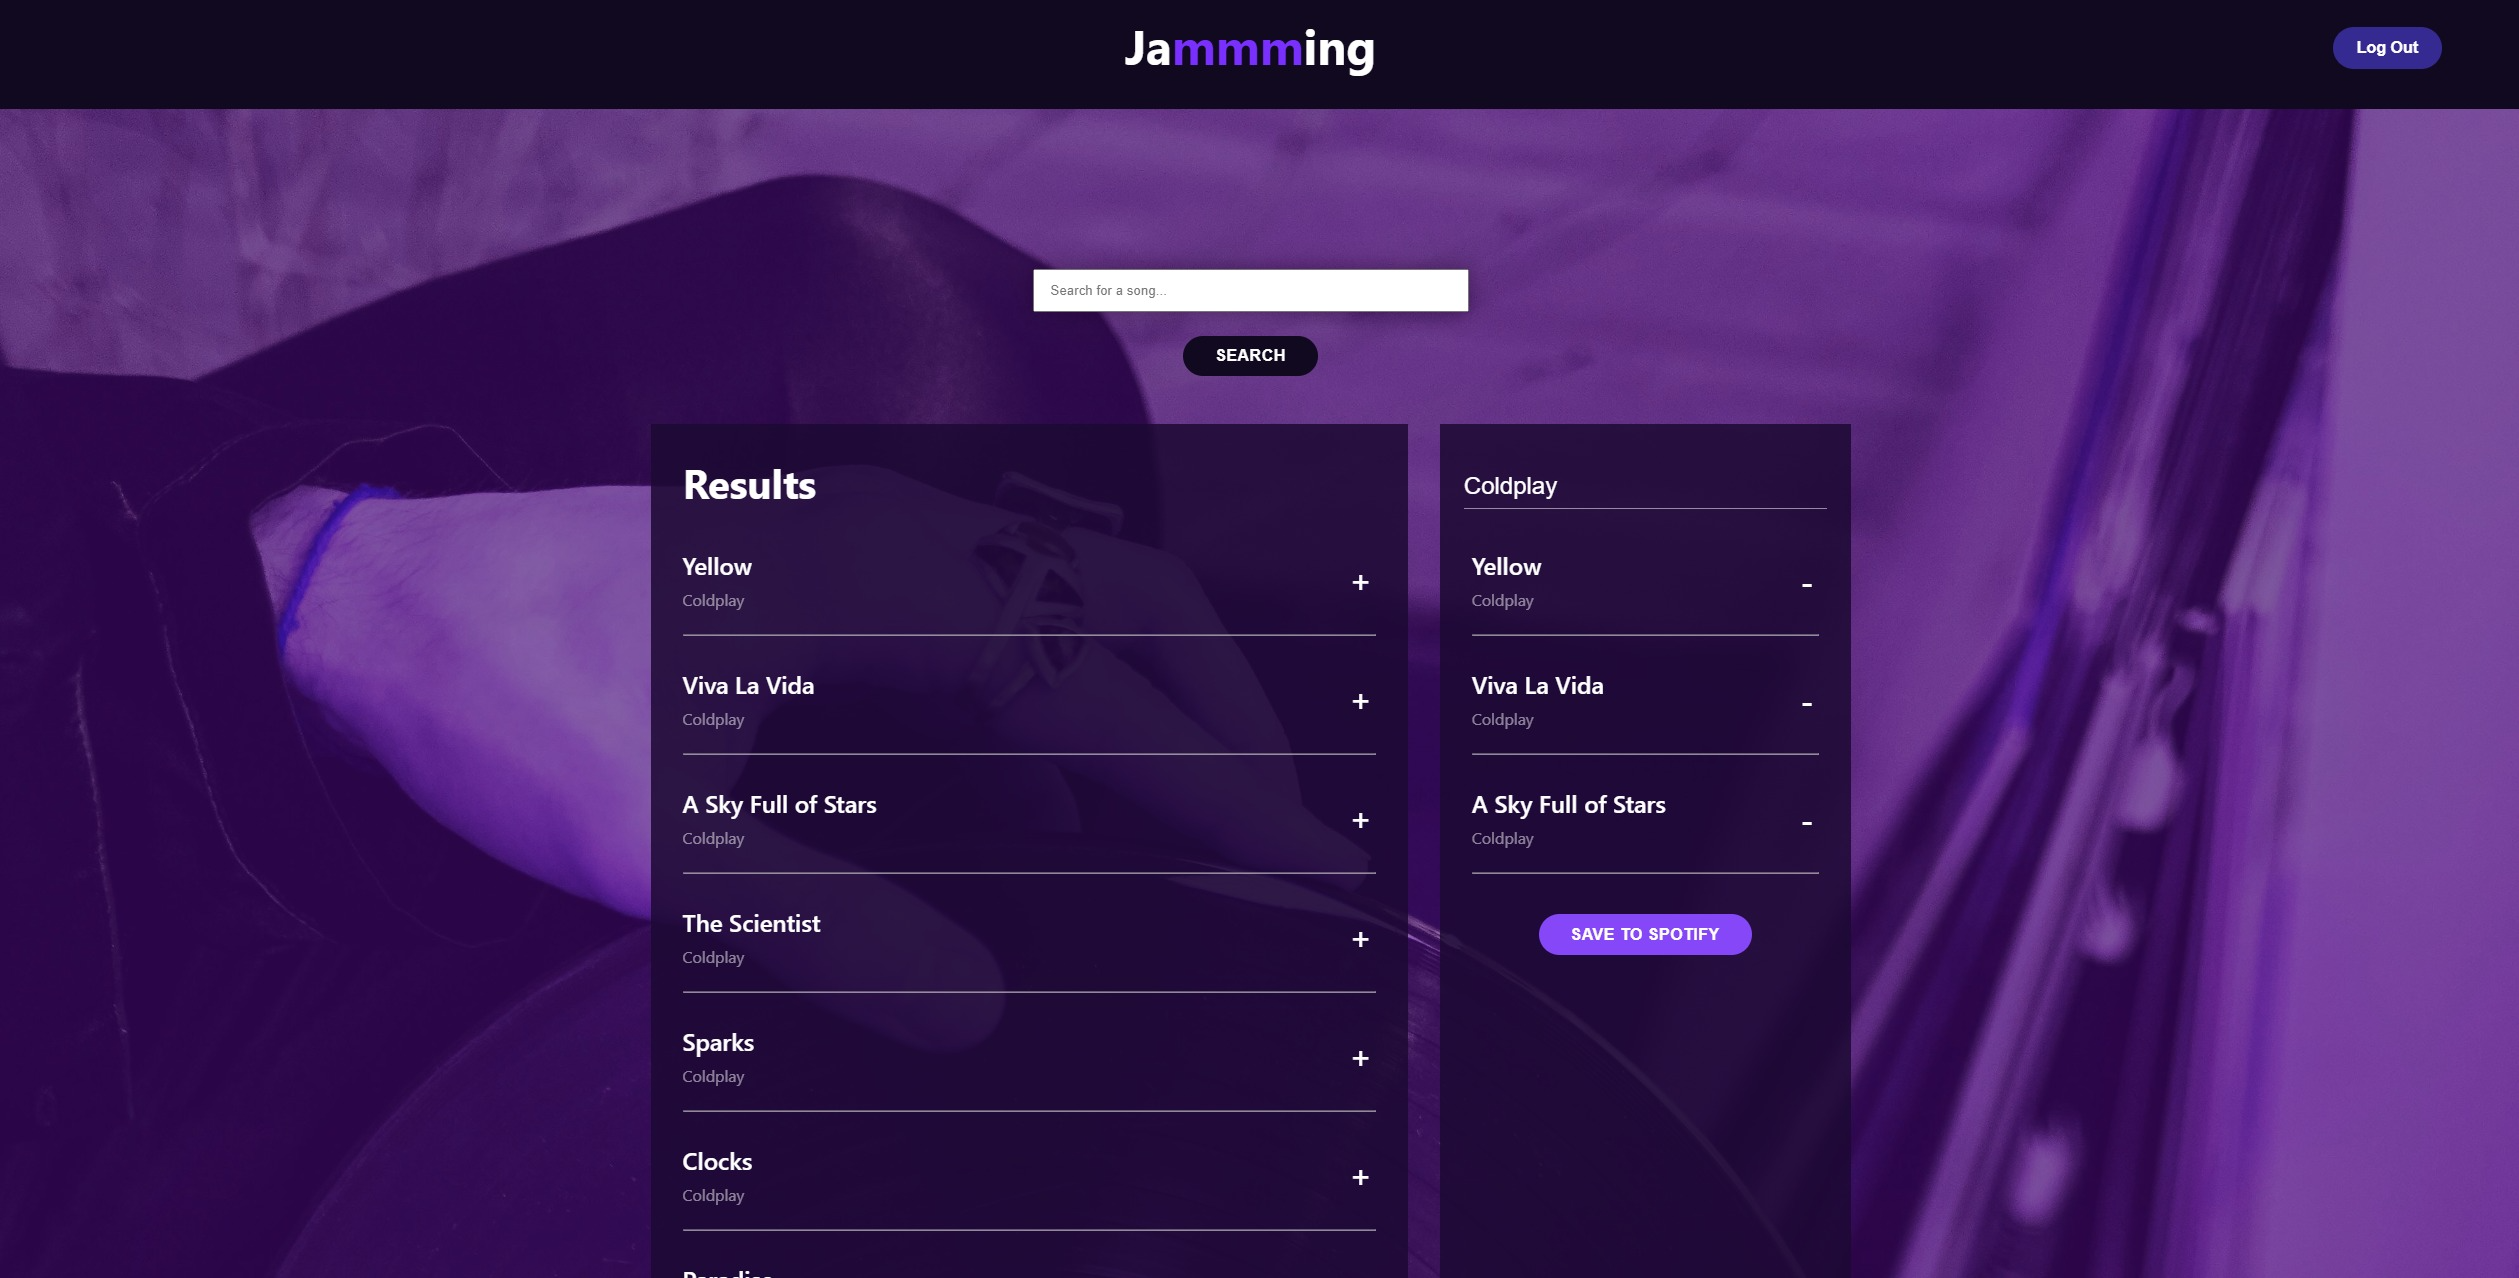 Jammming
Log Out
Search for a song...
SEARCH
Results
Yellow
Coldplay
+
Viva La Vida
Coldplay
+
A Sky Full of Stars
Coldplay
+
The Scientist
Coldplay
+
Sparks
Coldplay
+
Clocks
Coldplay
+
Coldplay
Yellow
Coldplay
-
Viva La Vida
Coldplay
-
A Sky Full of Stars
Coldplay
-
SAVE TO SPOTIFY